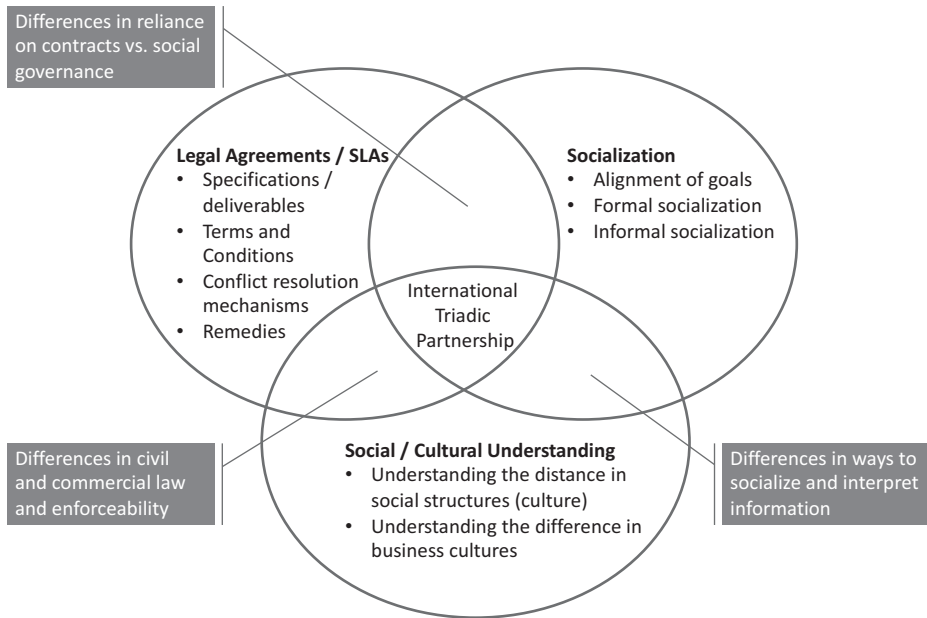 Differences in reliance
on contracts vs. social
governance
Legal Agreements / SLAs
• Specifications /
deliverables
• Terms and
Conditions
• Conflict resolution
mechanisms
• Remedies
Socialization
• Alignment of goals
• Formal socialization
• Informal socialization
International
Triadic
Partnership
Differences in civil
and commercial law
and enforceability
Social / Cultural Understanding
• Understanding the distance in
social structures (culture)
• Understanding the difference in
business cultures
Differences in ways to
socialize and interpret
information